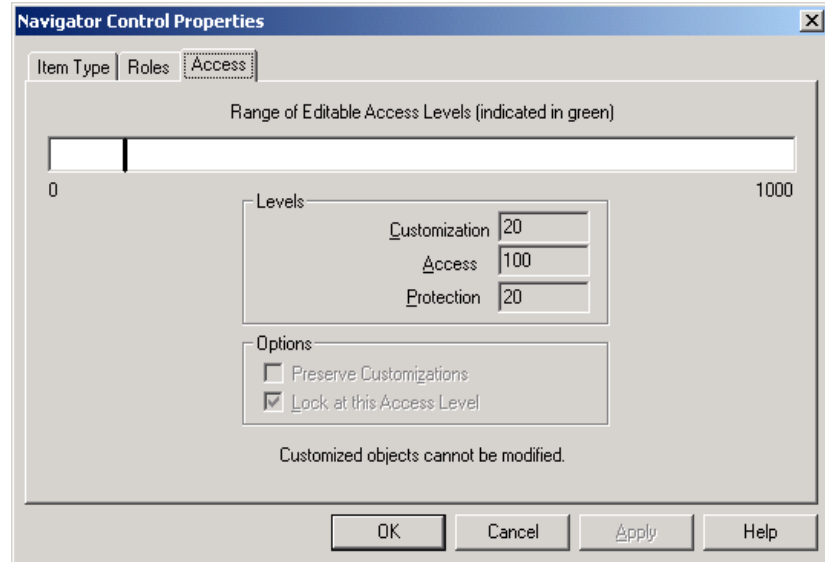 Navigator Control Properties
Item Type Roles Access
Range of Editable Access Levels (indicated in green)
0 1000
Levels
Customization 20
Access 100
Protection 20
Options
Preserve Customizations
Lock at this Access Level
Customized objects cannot be modified.
OK Cancel Apply Help